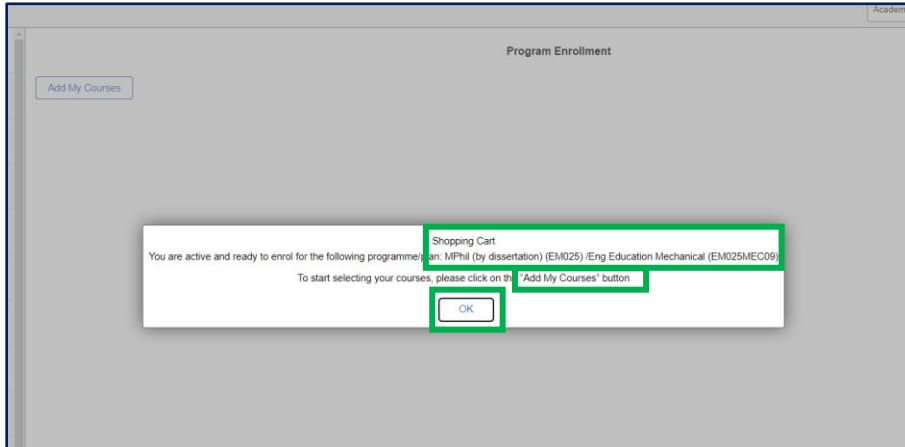 Academ
Program Enrollment
Add My Courses
Shopping Cart
You are active and ready to enrol for the following programme/plan: MPhil (by dissertation) (EM025) /Eng Education Mechanical (EM025MEC09)
To start selecting your courses, please click on the "Add My Courses" button
OK